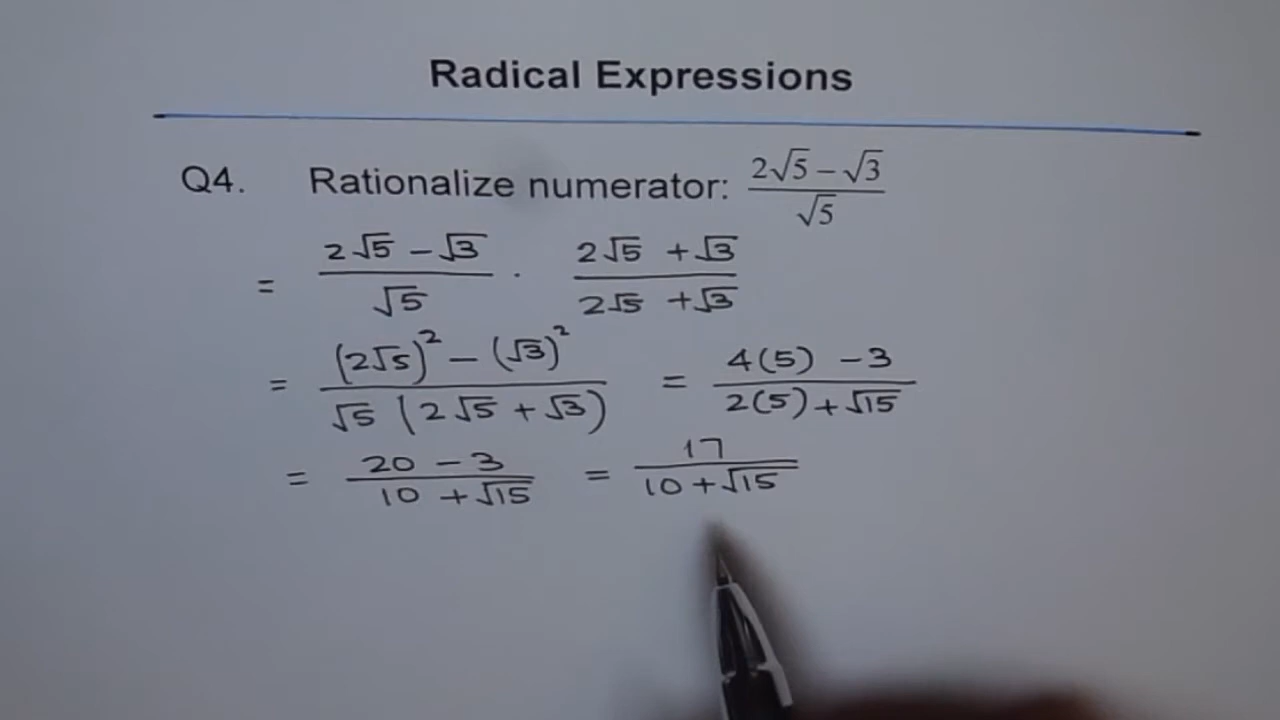 Radical Expressions
Q4. Rationalize numerator: (2√5 − √3)/√5
= (2√5 − √3)/√5 · (2√5 + √3)/(2√5 + √3)
= ((2√5)² − (√3)²)/(√5 (2√5 + √3)) = (4(5) − 3)/(2(5) + √15)
= (20 − 3)/(10 + √15) = 17/(10 + √15)